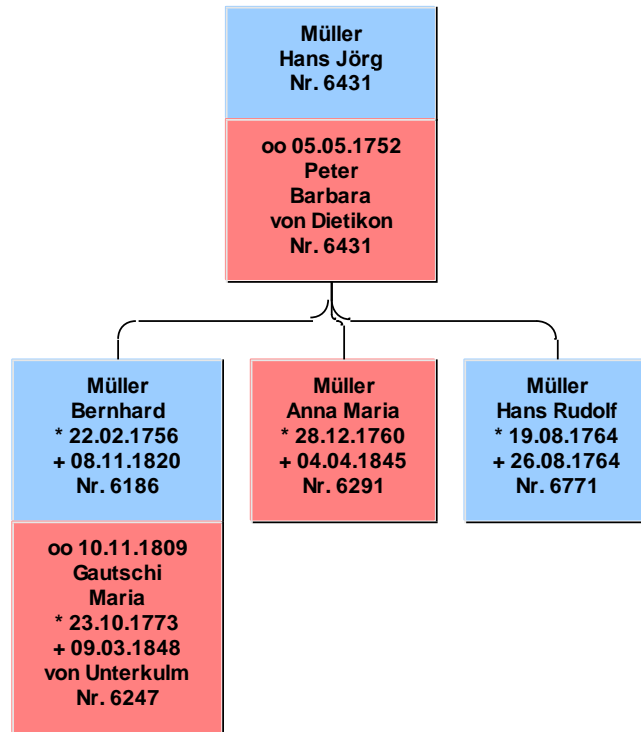 Müller
Hans Jörg
Nr. 6431
oo 05.05.1752
Peter
Barbara
von Dietikon
Nr. 6431
Müller
Bernhard
* 22.02.1756
+ 08.11.1820
Nr. 6186
oo 10.11.1809
Gautschi
Maria
* 23.10.1773
+ 09.03.1848
von Unterkulm
Nr. 6247
Müller
Anna Maria
* 28.12.1760
+ 04.04.1845
Nr. 6291
Müller
Hans Rudolf
* 19.08.1764
+ 26.08.1764
Nr. 6771